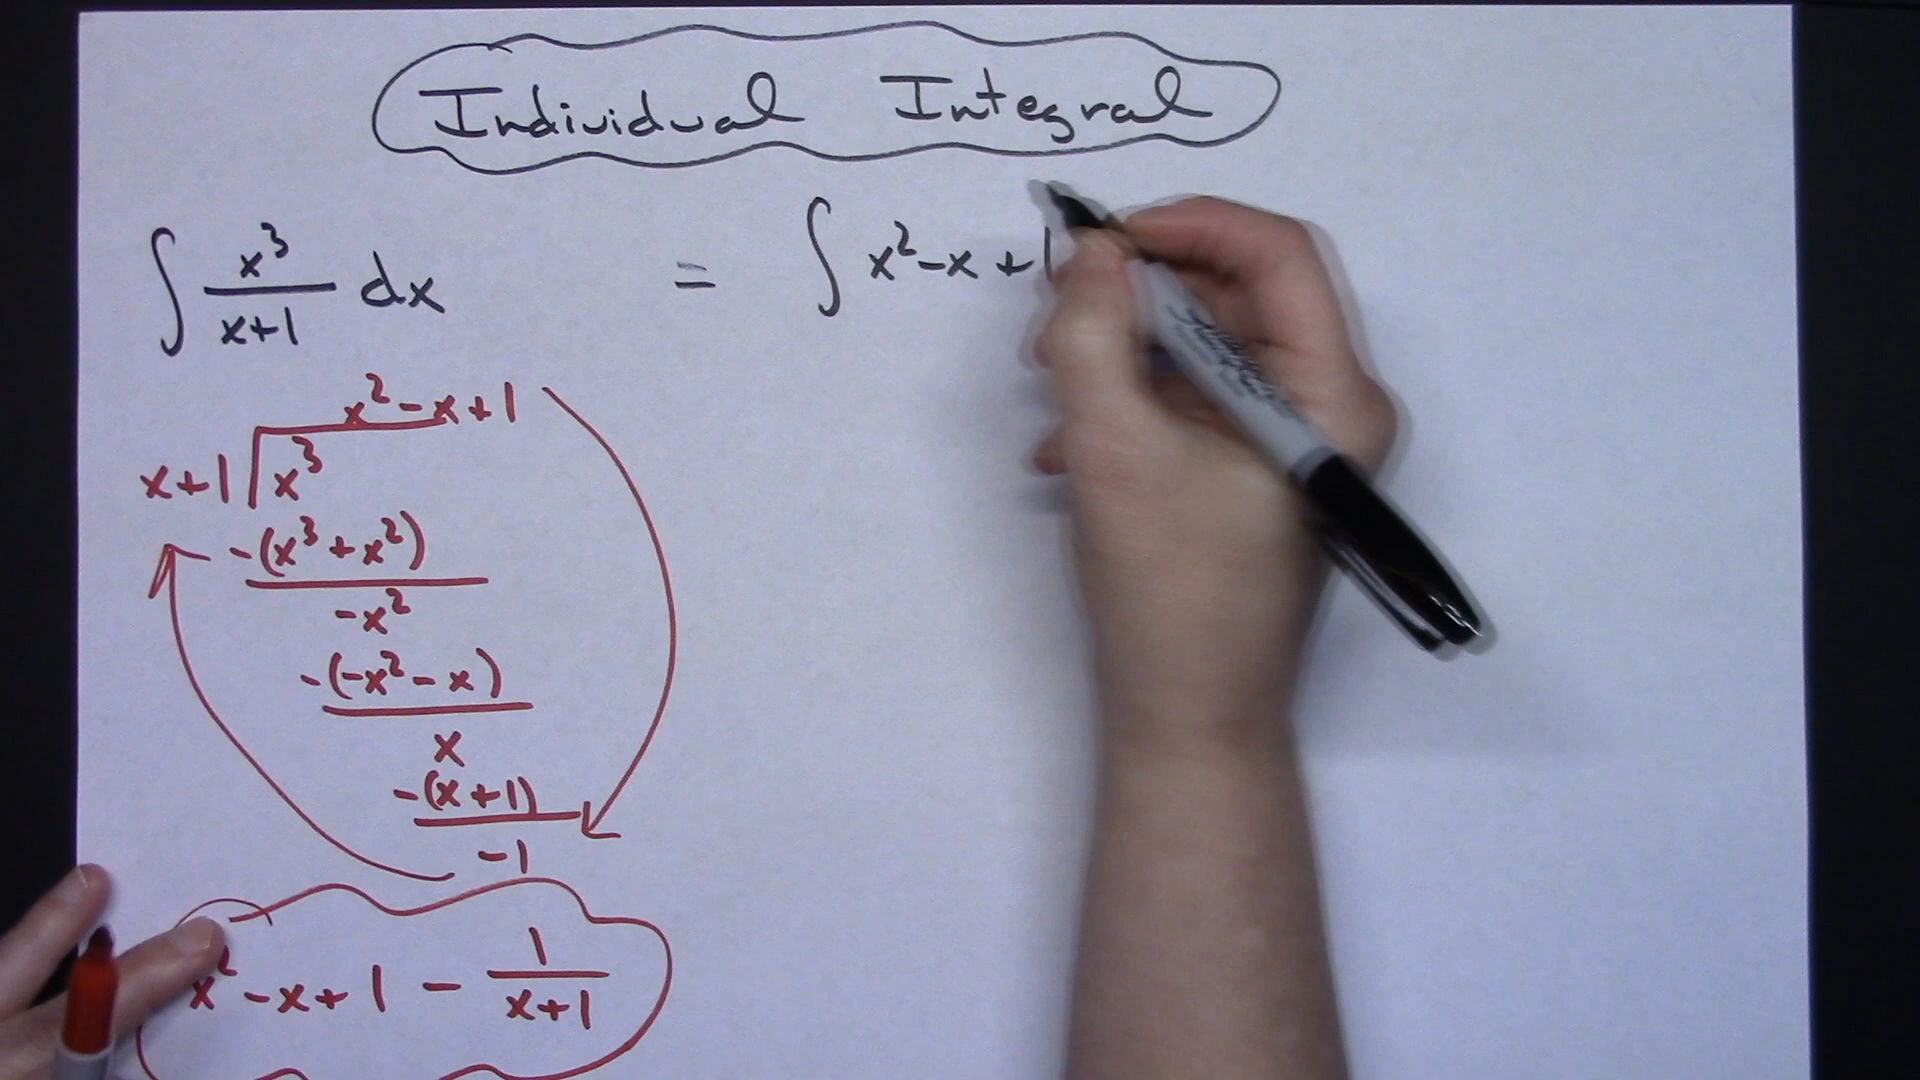 Individual Integral
∫ x³/(x+1) dx = ∫ x² - x + 1
x² - x + 1
x+1 | x³
-(x³ + x²)
-x²
-(-x² - x)
x
-(x + 1)
-1
x² - x + 1 - 1/(x+1)